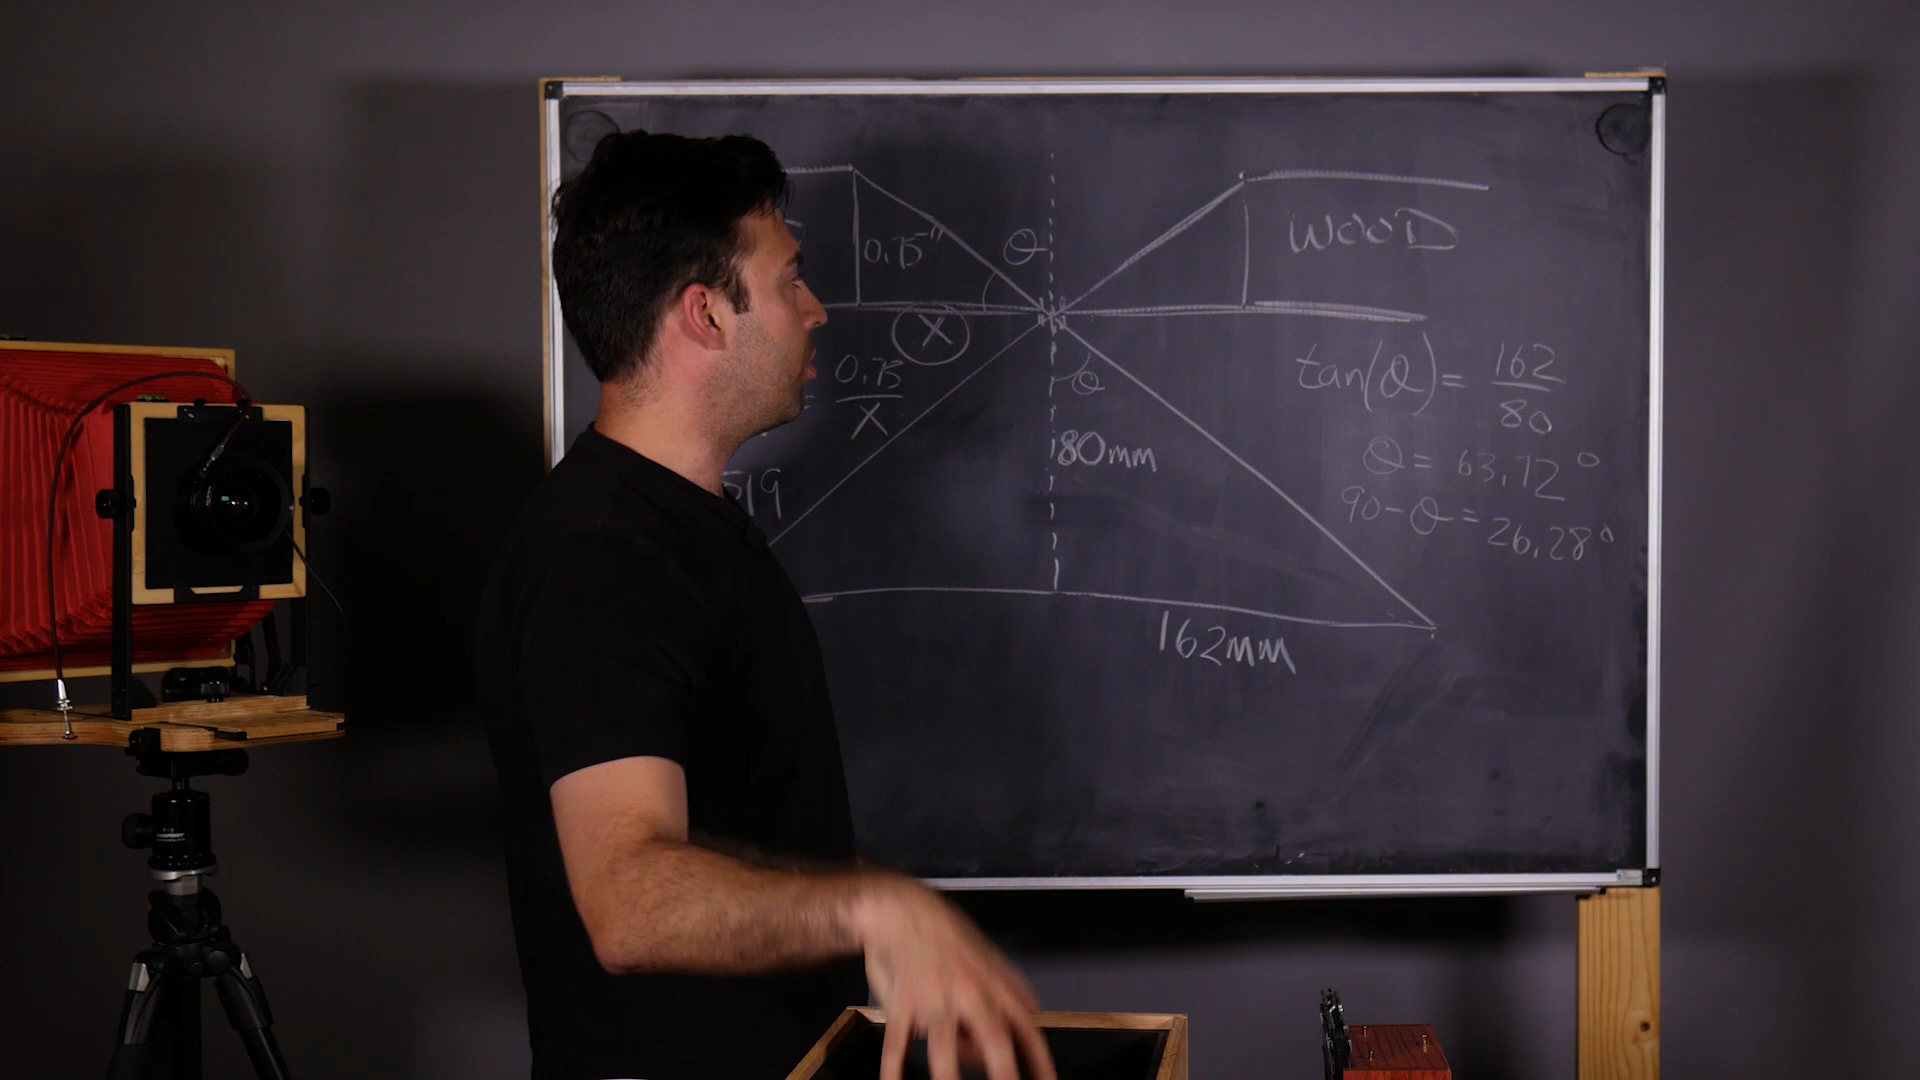 WOOD
0.75"
θ
X
tan(θ) = 162/80
0.75/X
θ
80mm
θ = 63.72°
519
90-θ = 26.28°
162mm